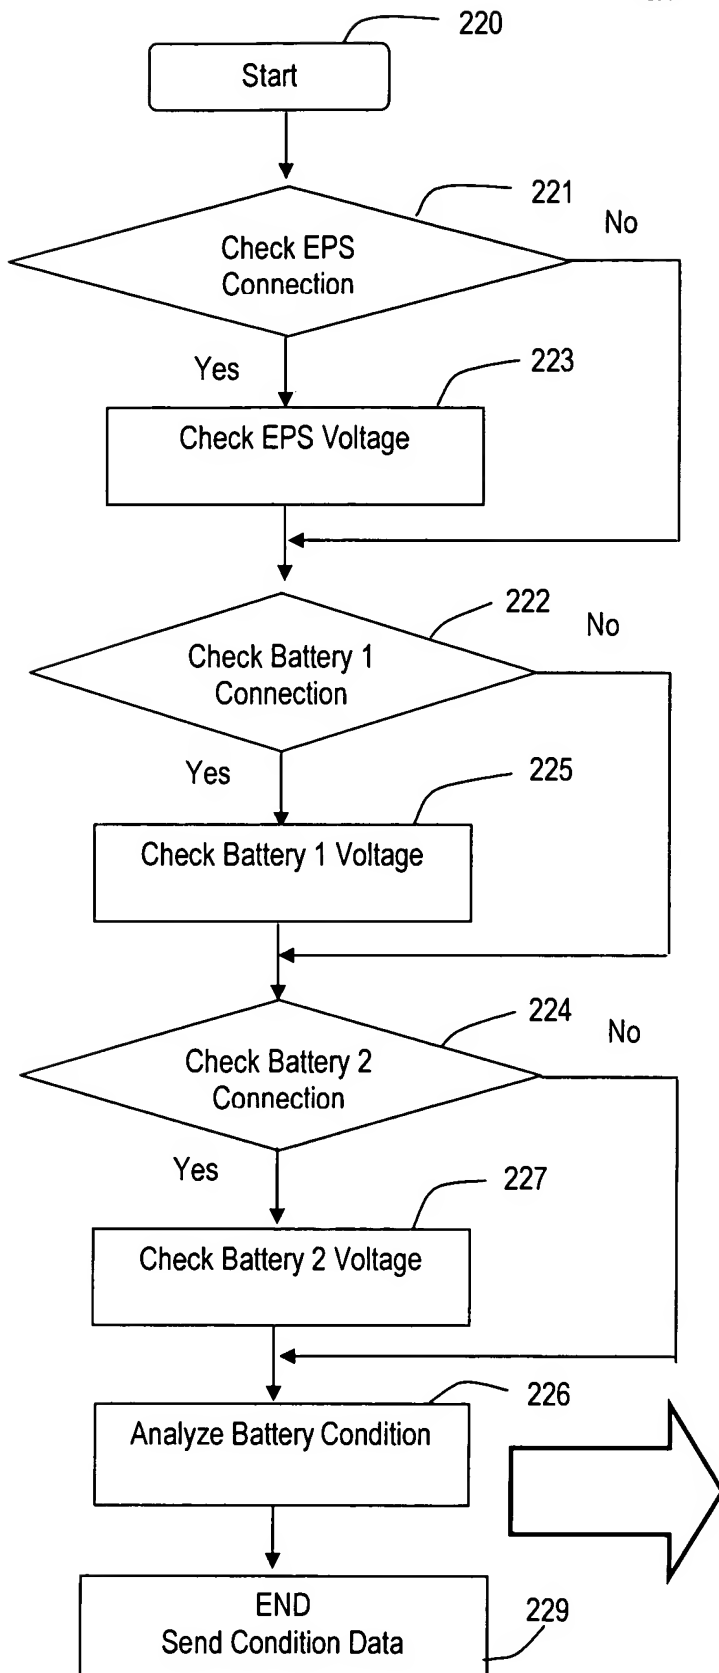 220
Start
221
No
Check EPS
Connection
Yes
223
Check EPS Voltage
222
No
Check Battery 1
Connection
Yes
225
Check Battery 1 Voltage
224
No
Check Battery 2
Connection
Yes
227
Check Battery 2 Voltage
226
Analyze Battery Condition
END
229
Send Condition Data